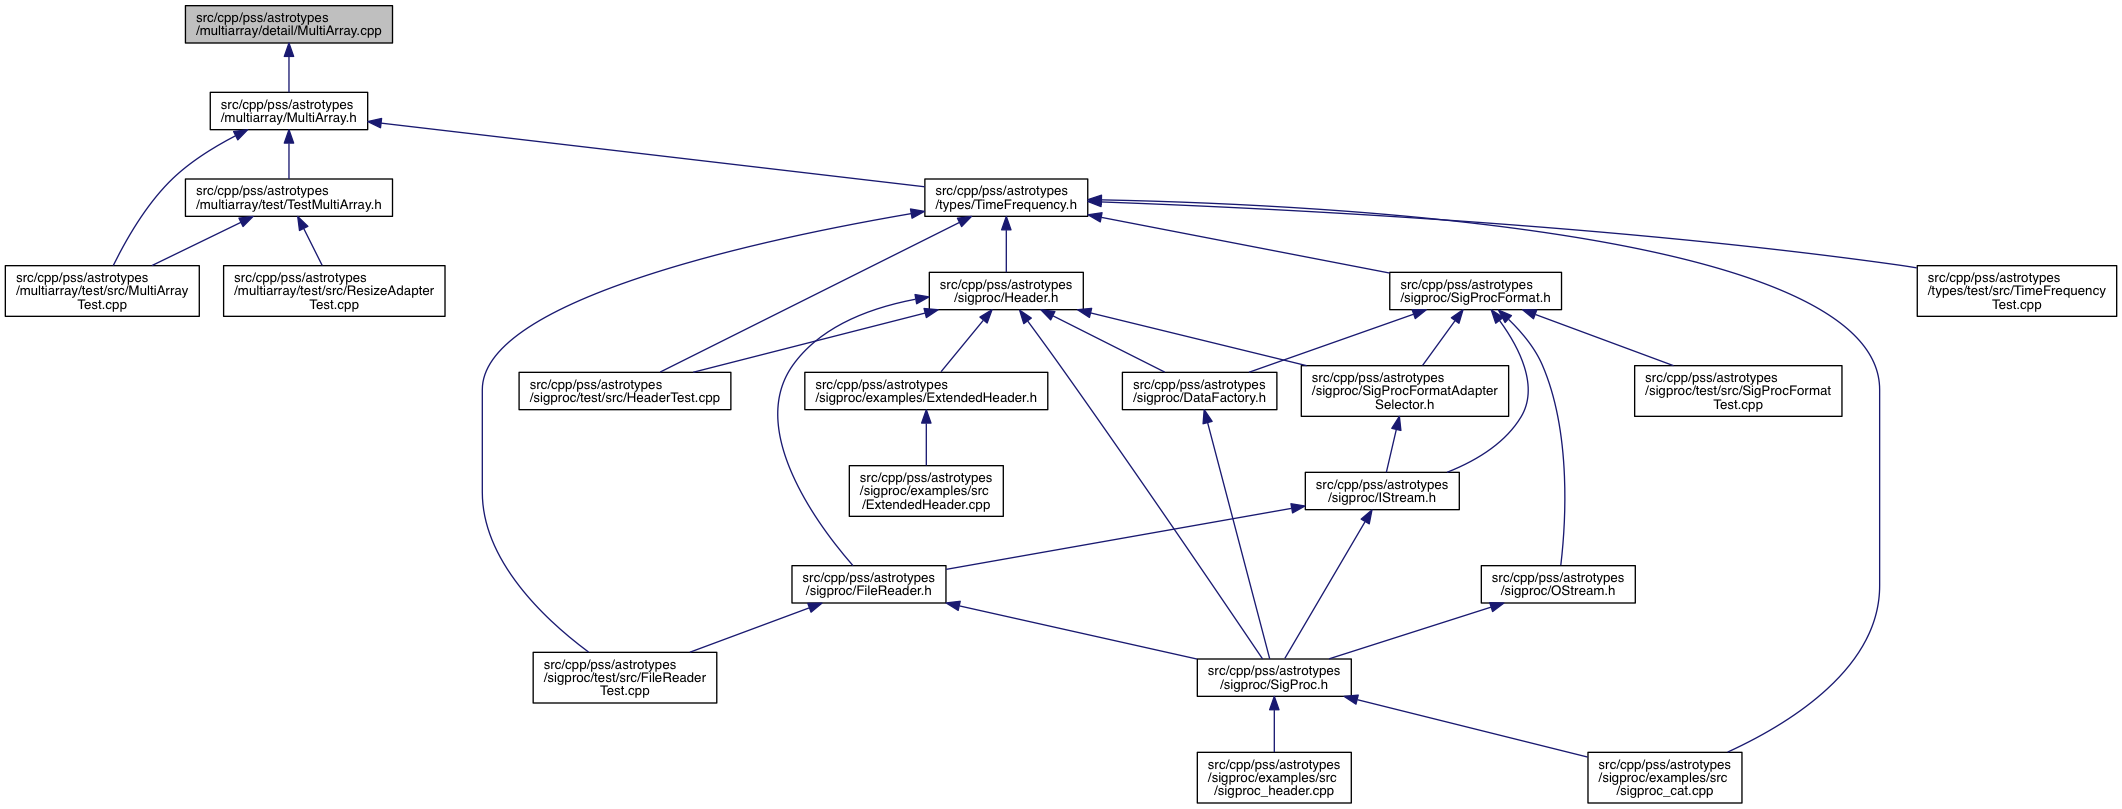 src/cpp/pss/astrotypes
/multiarray/detail/MultiArray.cpp
src/cpp/pss/astrotypes
/multiarray/MultiArray.h
src/cpp/pss/astrotypes
/multiarray/test/TestMultiArray.h
src/cpp/pss/astrotypes
/types/TimeFrequency.h
src/cpp/pss/astrotypes
/multiarray/test/src/MultiArray
Test.cpp
src/cpp/pss/astrotypes
/multiarray/test/src/ResizeAdapter
Test.cpp
src/cpp/pss/astrotypes
/sigproc/Header.h
src/cpp/pss/astrotypes
/sigproc/SigProcFormat.h
src/cpp/pss/astrotypes
/types/test/src/TimeFrequency
Test.cpp
src/cpp/pss/astrotypes
/sigproc/test/src/HeaderTest.cpp
src/cpp/pss/astrotypes
/sigproc/examples/ExtendedHeader.h
src/cpp/pss/astrotypes
/sigproc/DataFactory.h
src/cpp/pss/astrotypes
/sigproc/SigProcFormatAdapter
Selector.h
src/cpp/pss/astrotypes
/sigproc/test/src/SigProcFormat
Test.cpp
src/cpp/pss/astrotypes
/sigproc/examples/src
/ExtendedHeader.cpp
src/cpp/pss/astrotypes
/sigproc/IStream.h
src/cpp/pss/astrotypes
/sigproc/FileReader.h
src/cpp/pss/astrotypes
/sigproc/OStream.h
src/cpp/pss/astrotypes
/sigproc/test/src/FileReader
Test.cpp
src/cpp/pss/astrotypes
/sigproc/SigProc.h
src/cpp/pss/astrotypes
/sigproc/examples/src
/sigproc_header.cpp
src/cpp/pss/astrotypes
/sigproc/examples/src
/sigproc_cat.cpp